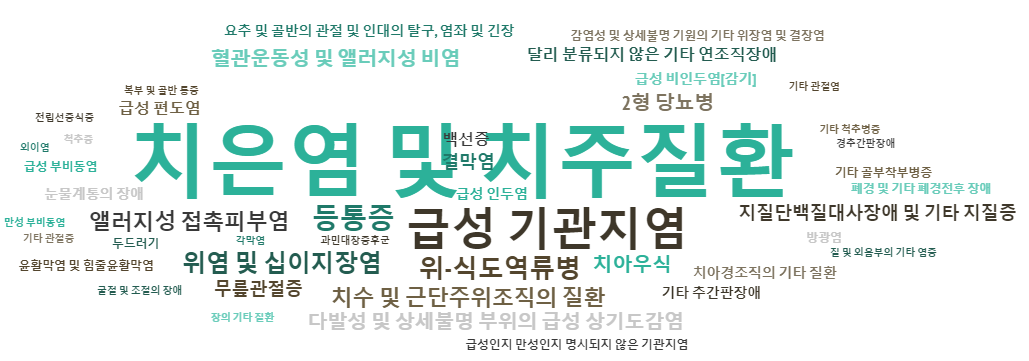 요추 및 골반의 관절 및 인대의 탈구, 염좌 및 긴장
감염성 및 상세불명 기원의 기타 위장염 및 결장염
혈관운동성 및 앨러지성 비염
달리 분류되지 않은 기타 연조직장애
급성 비인두염[감기]
기타 관절염
복부 및 골반 통증
2형 당뇨병
급성 편도염
전립선증식증
치은염 및 치주질환
백선증
기타 척추병증
척추증
경추간판장애
외이염
결막염
급성 부비동염
기타 골부착부병증
눈물계통의 장애
급성 인두염
폐경 및 기타 폐경전후 장애
만성 부비동염
앨러지성 접촉피부염
등통증
급성 기관지염
지질단백질대사장애 및 기타 지질증
기타 관절증
두드러기
각막염
과민대장증후군
방광염
질 및 외음부의 기타 염증
윤활막염 및 힘줄윤활막염
위염 및 십이지장염
위-식도역류병
치아우식
치아경조직의 기타 질환
굴절 및 조절의 장애
무릎관절증
치수 및 근단주위조직의 질환
기타 추간판장애
장의 기타 질환
다발성 및 상세불명 부위의 급성 상기도감염
급성인지 만성인지 명시되지 않은 기관지염